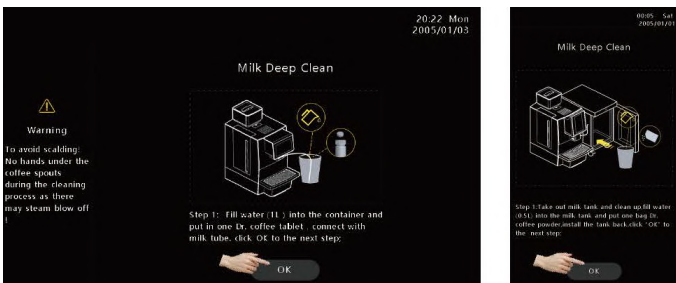 20:22 Mon
2005/01/03
Milk Deep Clean
Warning
To avoid scalding:
No hands under the
coffee spouts
during the cleaning
process as there
may steam blow off
!
Step 1: Fill water (1L) into the container and
put in one Dr. coffee tablet , connect with
milk tube, click OK to the next step;
OK
00:05 Sat
2005/01/01
Milk Deep Clean
Step 1:Take out milk tank and clean up,fill water
(0.5L) into the milk tank and put one bag Dr.
coffee powder,install the tank back,click "OK" to
the next step;
OK